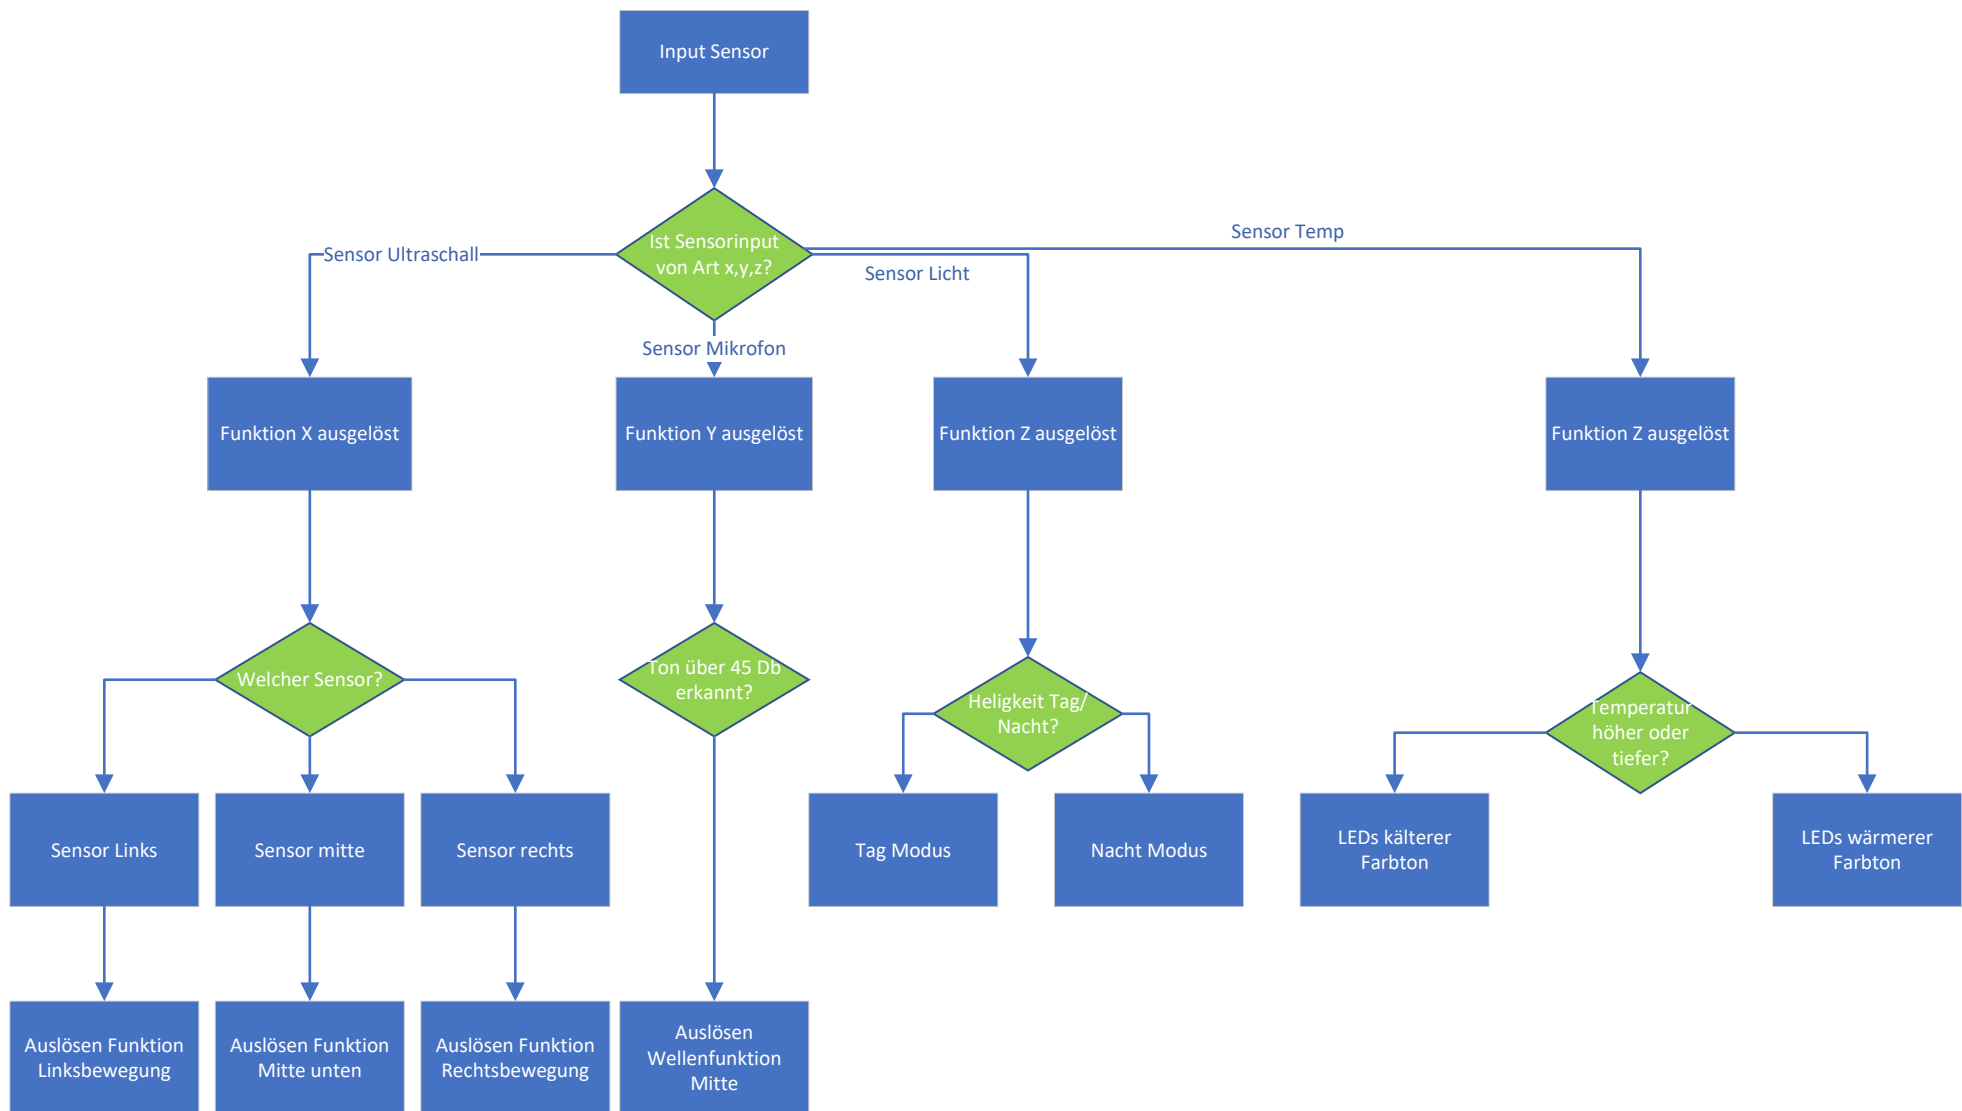 Input Sensor
Ist Sensorinput
von Art x,y,z?
Sensor Ultraschall
Sensor Mikrofon
Sensor Licht
Sensor Temp
Funktion X ausgelöst
Funktion Y ausgelöst
Funktion Z ausgelöst
Funktion Z ausgelöst
Welcher Sensor?
Ton über 45 Db
erkannt?
Heligkeit Tag/
Nacht?
Temperatur
höher oder
tiefer?
Sensor Links
Sensor mitte
Sensor rechts
Tag Modus
Nacht Modus
LEDs kälterer
Farbton
LEDs wärmerer
Farbton
Auslösen Funktion
Linksbewegung
Auslösen Funktion
Mitte unten
Auslösen Funktion
Rechtsbewegung
Auslösen
Wellenfunktion
Mitte